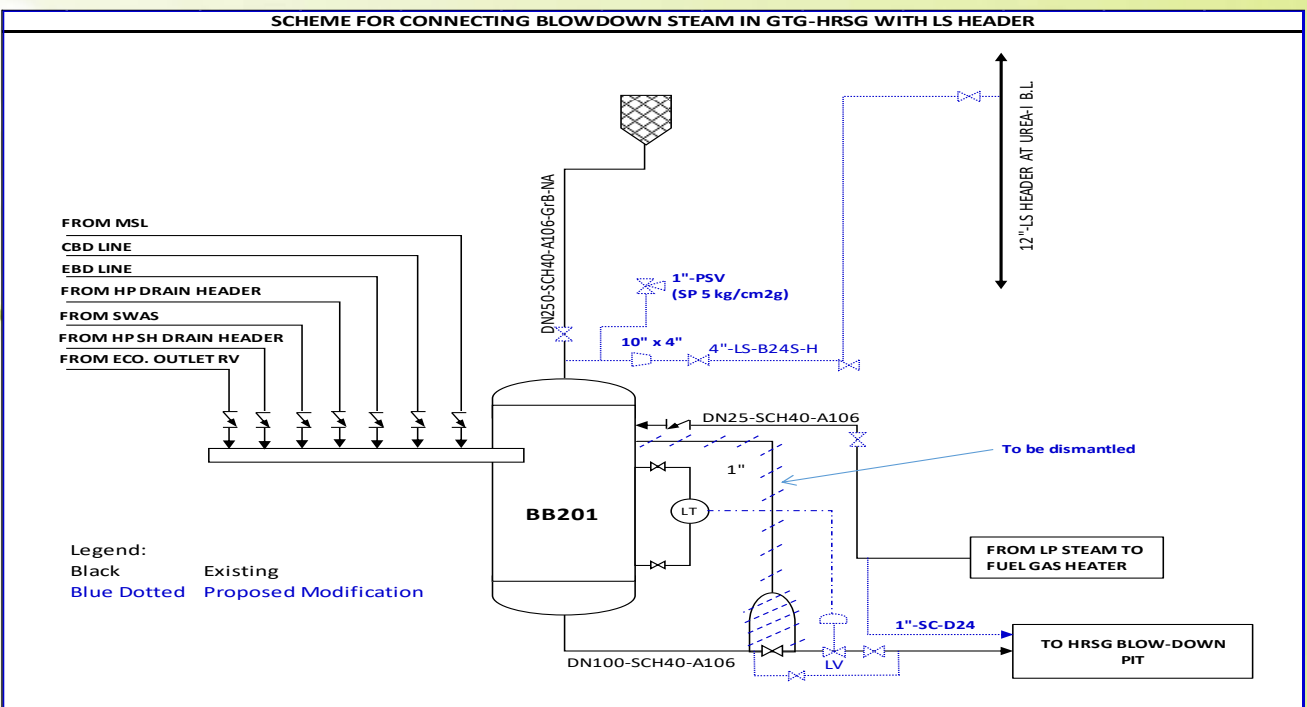 SCHEME FOR CONNECTING BLOWDOWN STEAM IN GTG-HRSG WITH LS HEADER
12"-LS HEADER AT UREA-I B.L.
DN250-SCH40-A106-GrB-NA
FROM MSL
CBD LINE
EBD LINE
FROM HP DRAIN HEADER
FROM SWAS
FROM HP SH DRAIN HEADER
FROM ECO. OUTLET RV
1"-PSV
(SP 5 kg/cm2g)
10" x 4"
4"-LS-B24S-H
DN25-SCH40-A106
To be dismantled
1"
LT
BB201
Legend:
Black Existing
Blue Dotted Proposed Modification
FROM LP STEAM TO
FUEL GAS HEATER
1"-SC-D24
TO HRSG BLOW-DOWN
PIT
LV
DN100-SCH40-A106